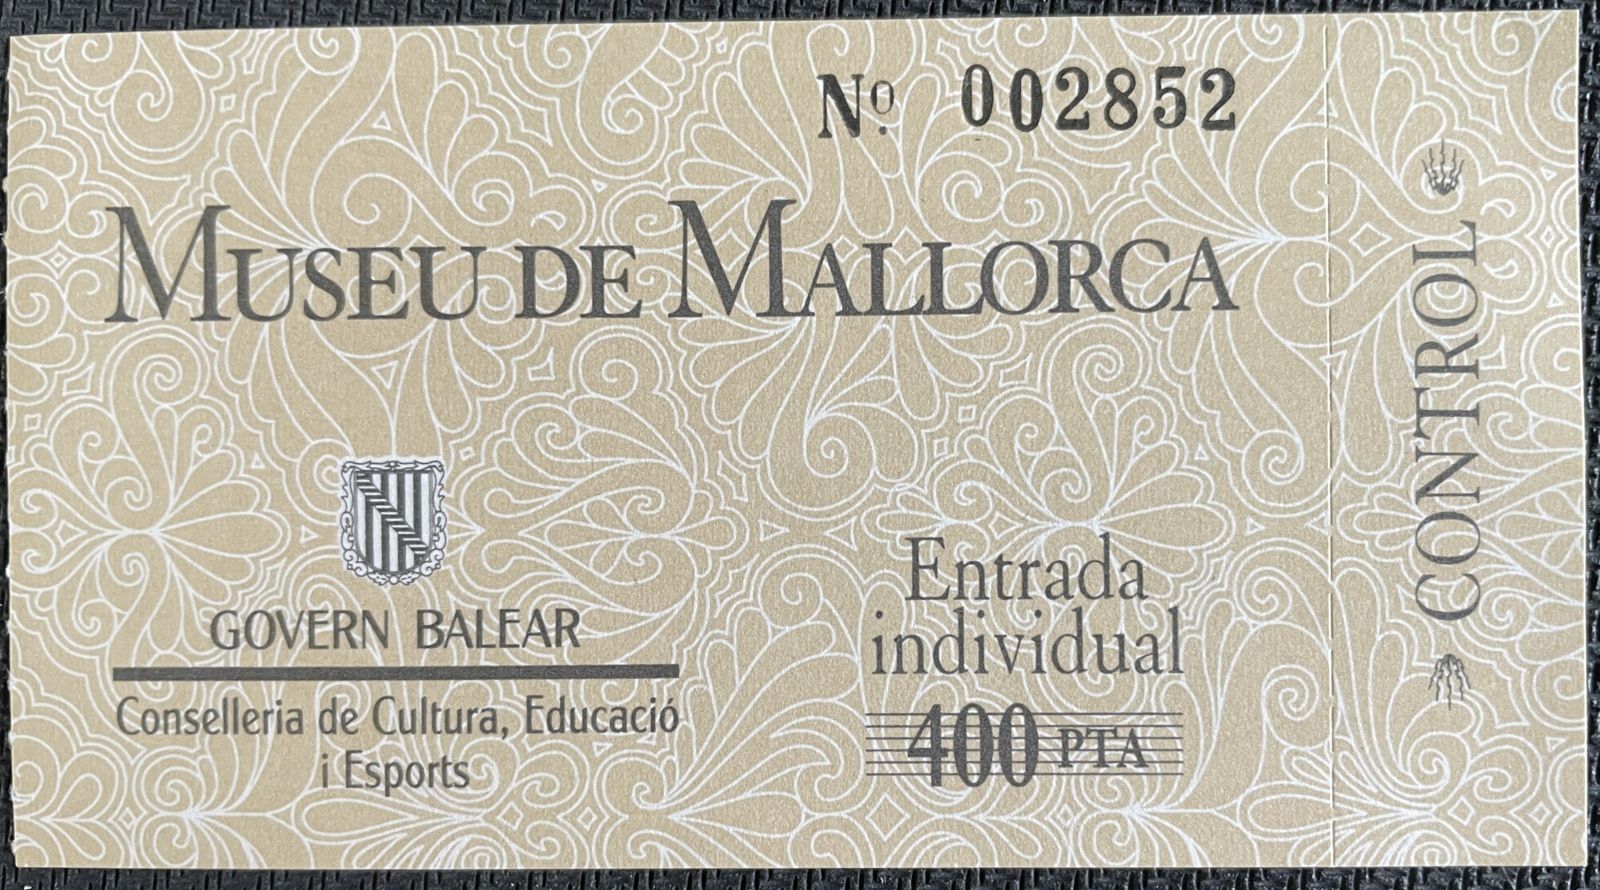 Nº 002852
MUSEU DE MALLORCA
GOVERN BALEAR
Conselleria de Cultura, Educació
i Esports
Entrada
individual
400 PTA
CONTROL